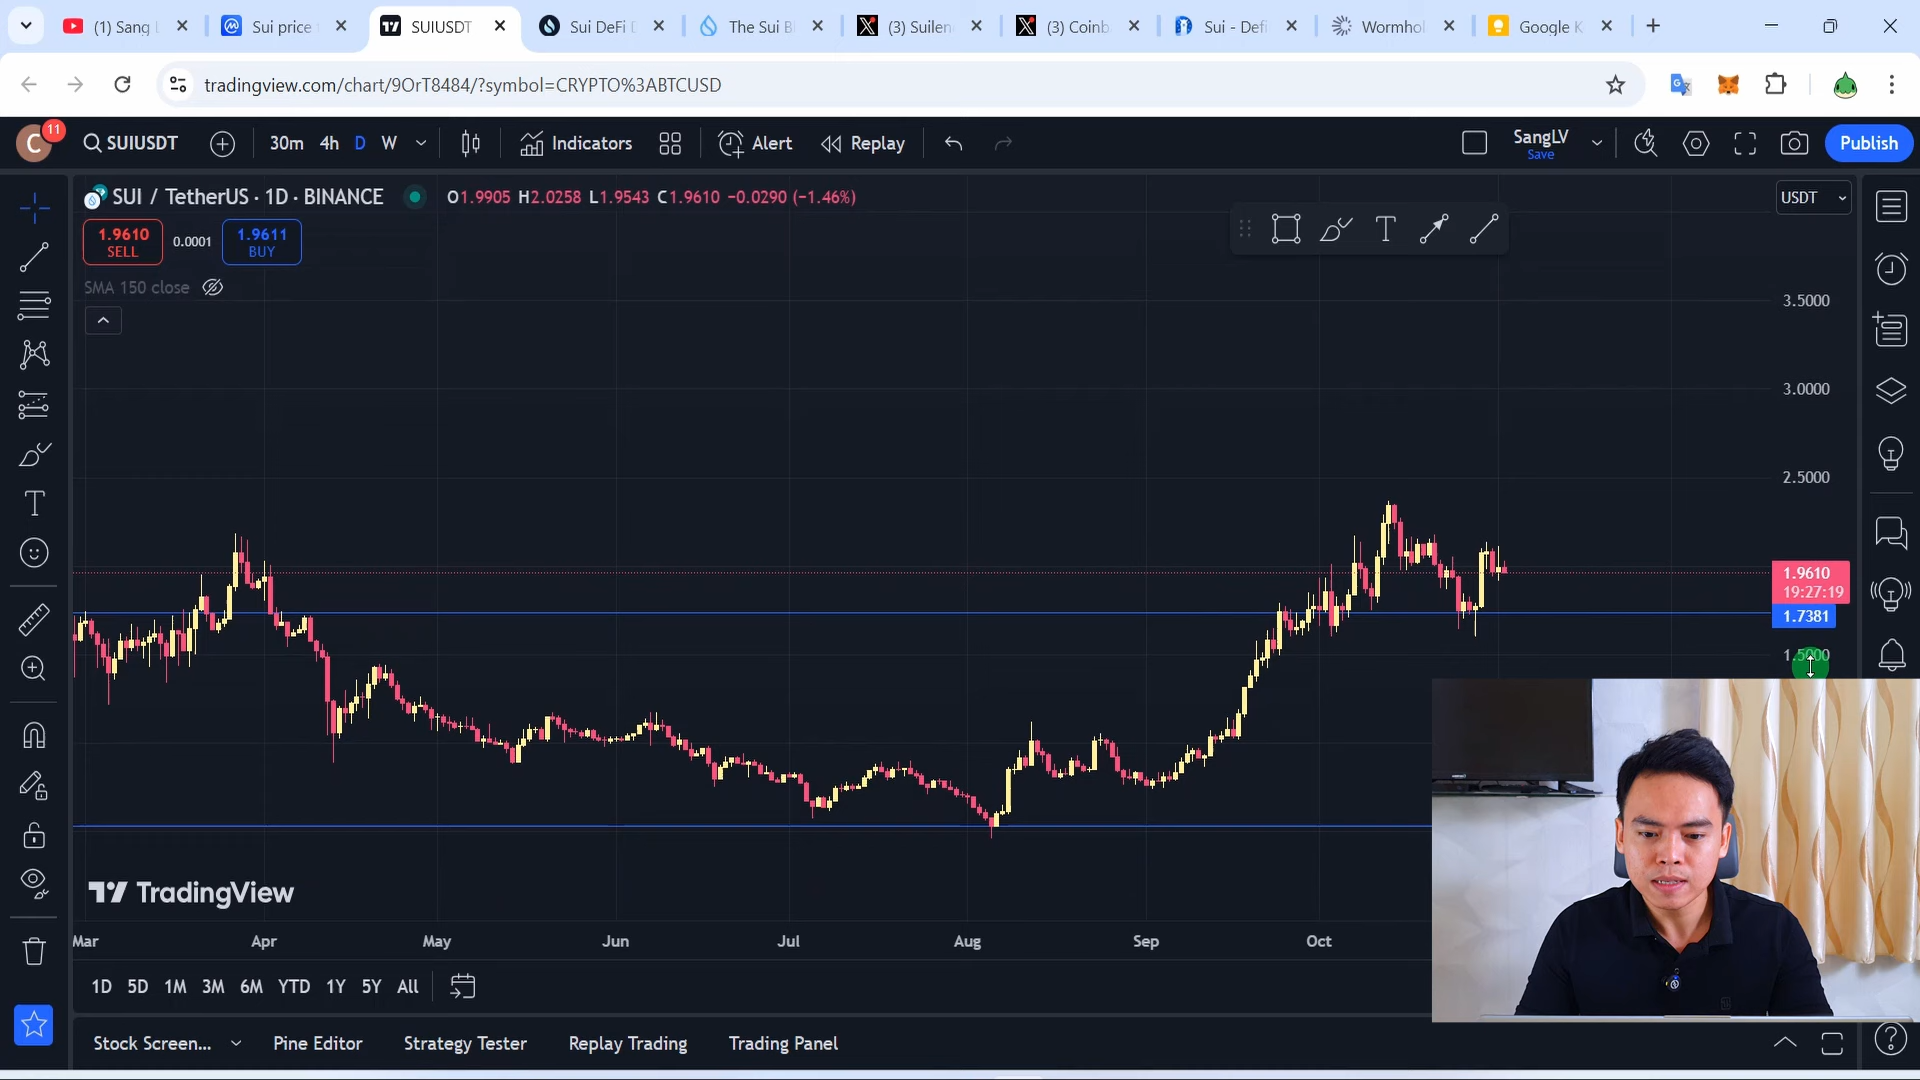 (1) Sang L
Sui price t
SUIUSDT
Sui DeFi D
The Sui Bl
(3) Suilen
(3) Coinb
Sui - Defi
Wormhol
Google K
tradingview.com/chart/9OrT8484/?symbol=CRYPTO%3ABTCUSD
C
11
SUIUSDT
30m
4h
D
W
Indicators
Alert
Replay
SangLV
Save
Publish
SUI / TetherUS · 1D · BINANCE
O1.9905 H2.0258 L1.9543 C1.9610 −0.0290 (−1.46%)
USDT
1.9610
SELL
0.0001
1.9611
BUY
SMA 150 close
3.5000
3.0000
2.5000
1.9610
19:27:19
1.7381
1.5000
TradingView
Mar
Apr
May
Jun
Jul
Aug
Sep
Oct
1D
5D
1M
3M
6M
YTD
1Y
5Y
All
Stock Screen...
Pine Editor
Strategy Tester
Replay Trading
Trading Panel